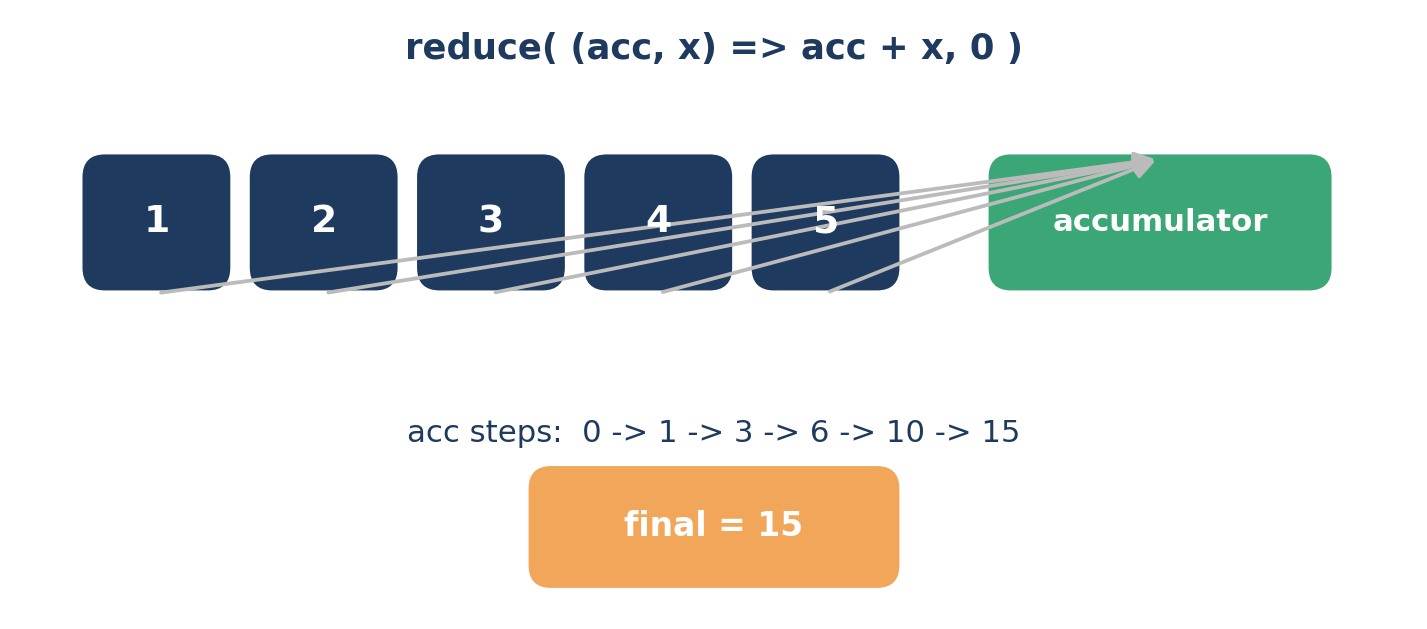 reduce( (acc, x) => acc + x, 0 )
1 2 3 4 5 accumulator
acc steps:  0 -> 1 -> 3 -> 6 -> 10 -> 15
final = 15